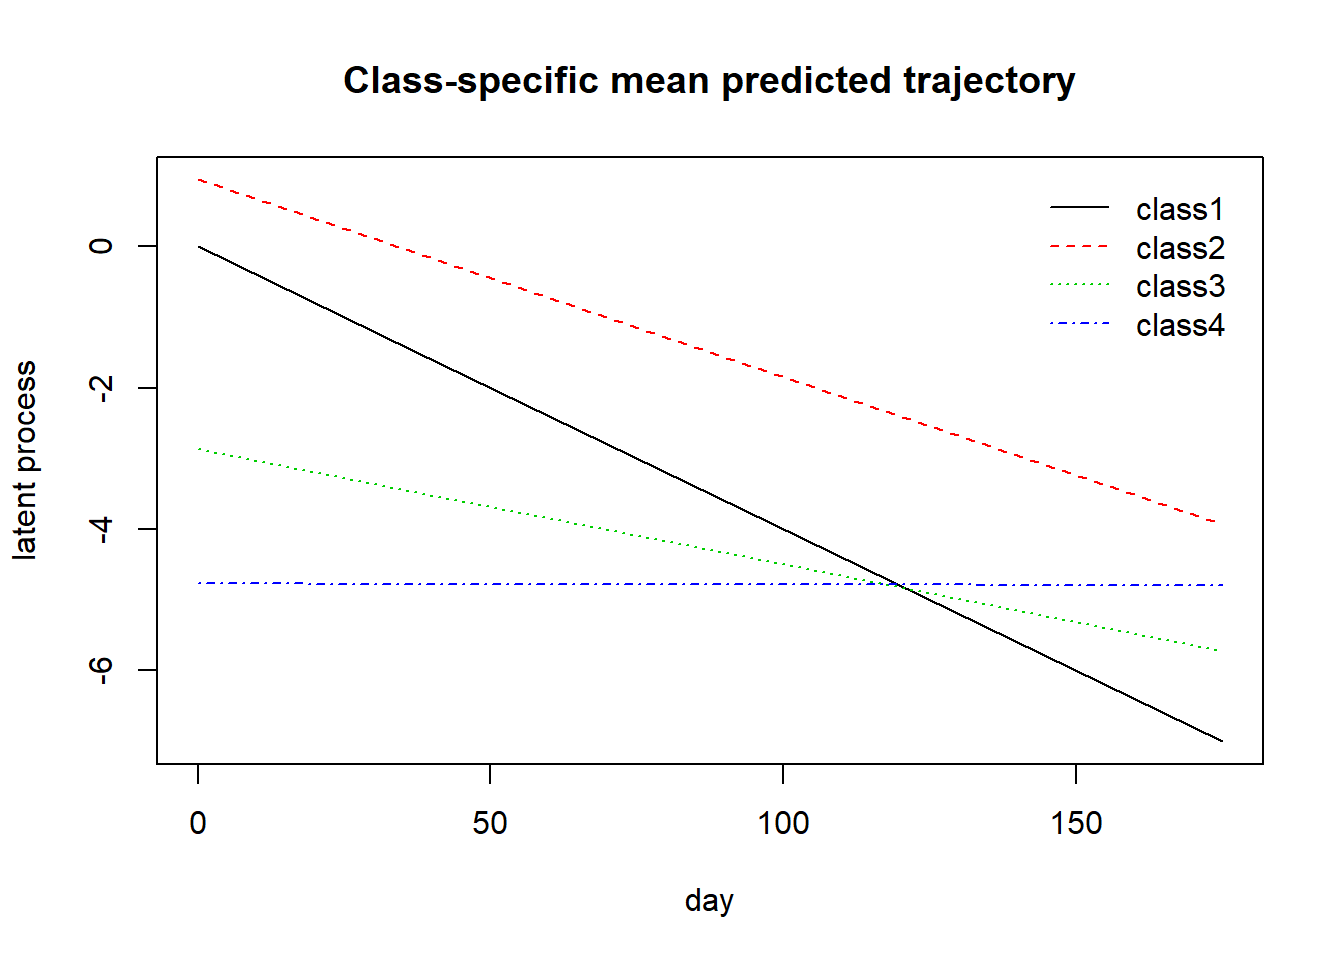 Class-specific mean predicted trajectory
class1
class2
class3
class4
latent process
0
-2
-4
-6
0
50
100
150
day